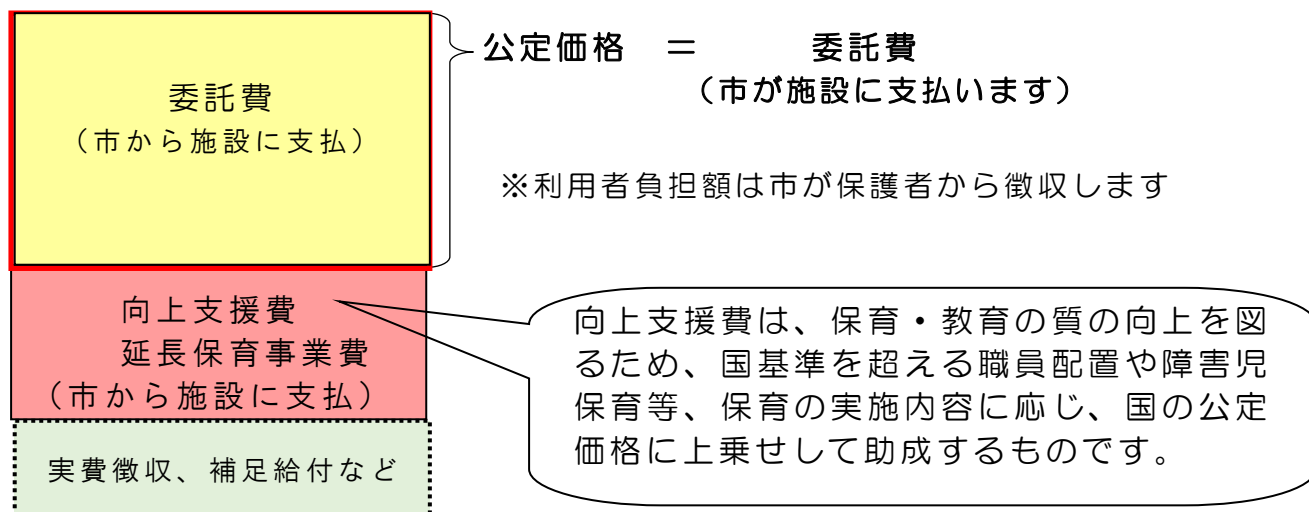 委託費
（市から施設に支払）
公定価格　＝　　　委託費
（市が施設に支払います）
※利用者負担額は市が保護者から徴収します
向上支援費
延長保育事業費
（市から施設に支払）
向上支援費は、保育・教育の質の向上を図
るため、国基準を超える職員配置や障害児
保育等、保育の実施内容に応じ、国の公定
価格に上乗せして助成するものです。
実費徴収、補足給付など